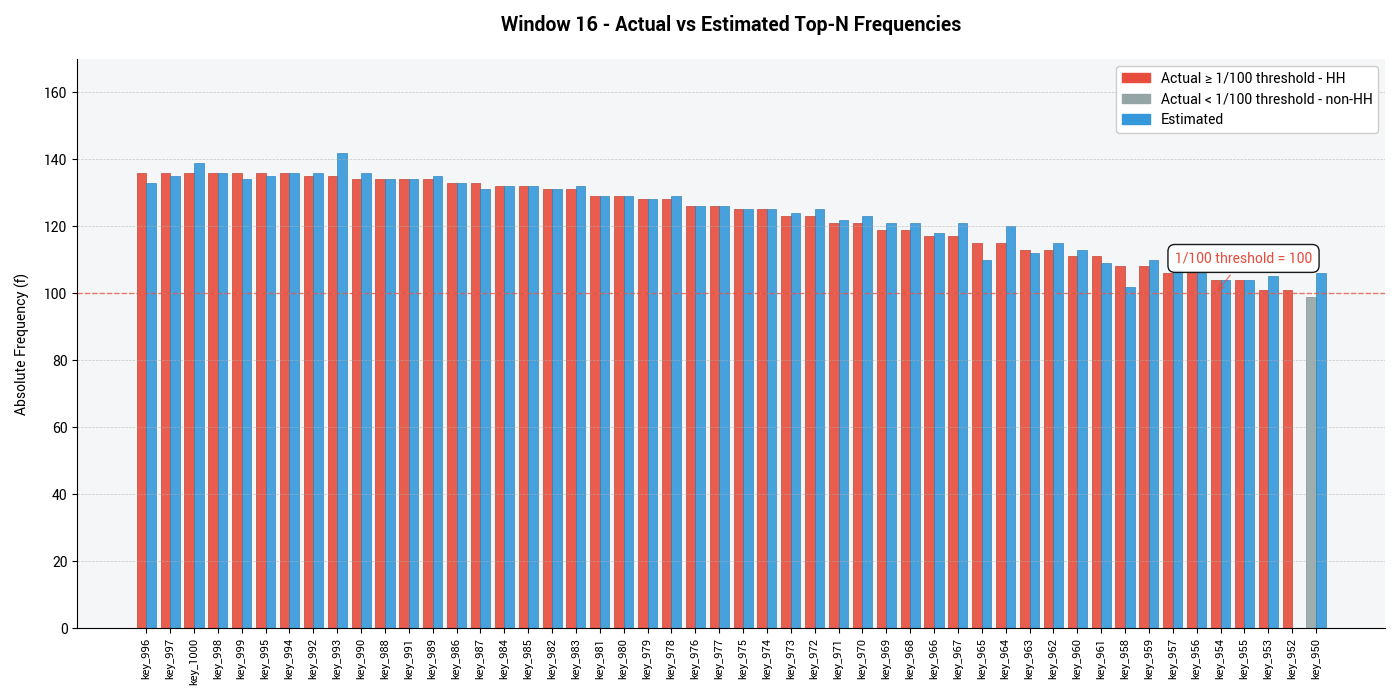 Window 16 - Actual vs Estimated Top-N Frequencies
Actual ≥ 1/100 threshold - HH
Actual < 1/100 threshold - non-HH
Estimated
Absolute Frequency (f)
160
140
120
100
80
60
40
20
0
1/100 threshold = 100
key_996
key_997
key_1000
key_998
key_999
key_995
key_994
key_992
key_993
key_990
key_988
key_991
key_989
key_986
key_987
key_984
key_985
key_982
key_983
key_981
key_980
key_979
key_978
key_976
key_977
key_975
key_974
key_973
key_972
key_971
key_970
key_969
key_968
key_966
key_967
key_965
key_964
key_963
key_962
key_960
key_961
key_958
key_959
key_957
key_956
key_954
key_955
key_953
key_952
key_950